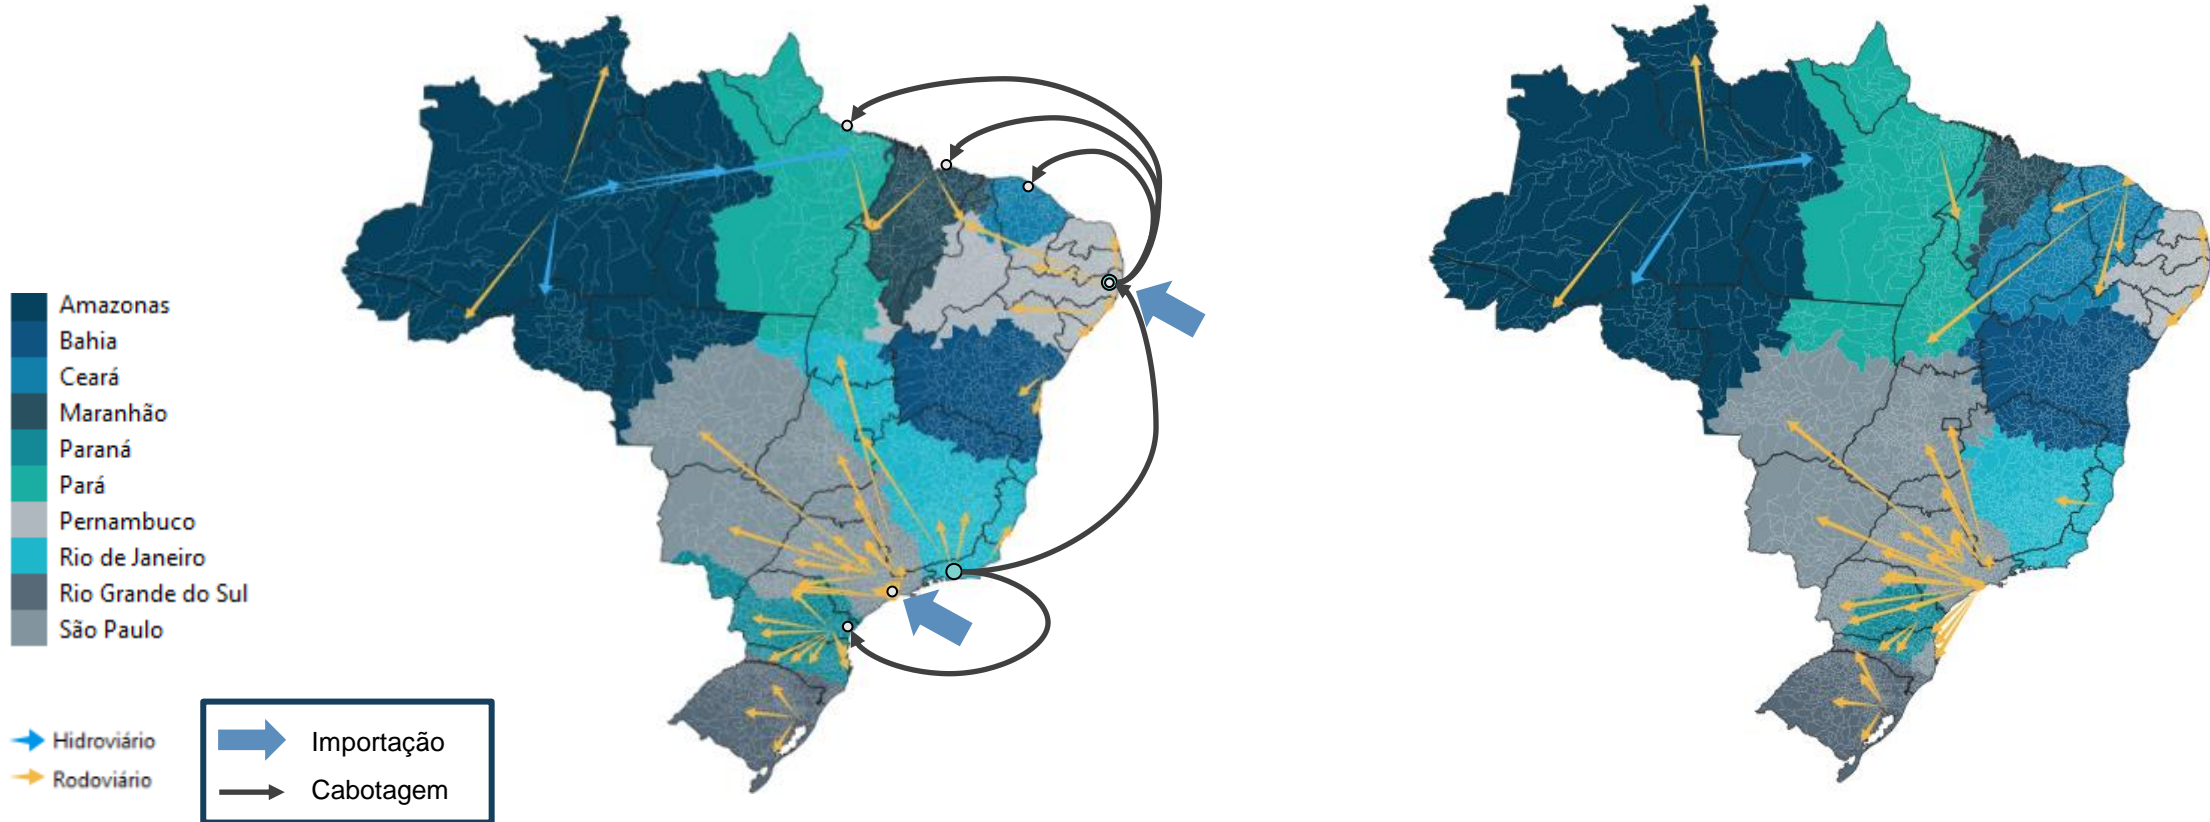 Amazonas
Bahia
Ceará
Maranhão
Paraná
Pará
Pernambuco
Rio de Janeiro
Rio Grande do Sul
São Paulo
Hidroviário
Rodoviário
Importação
Cabotagem